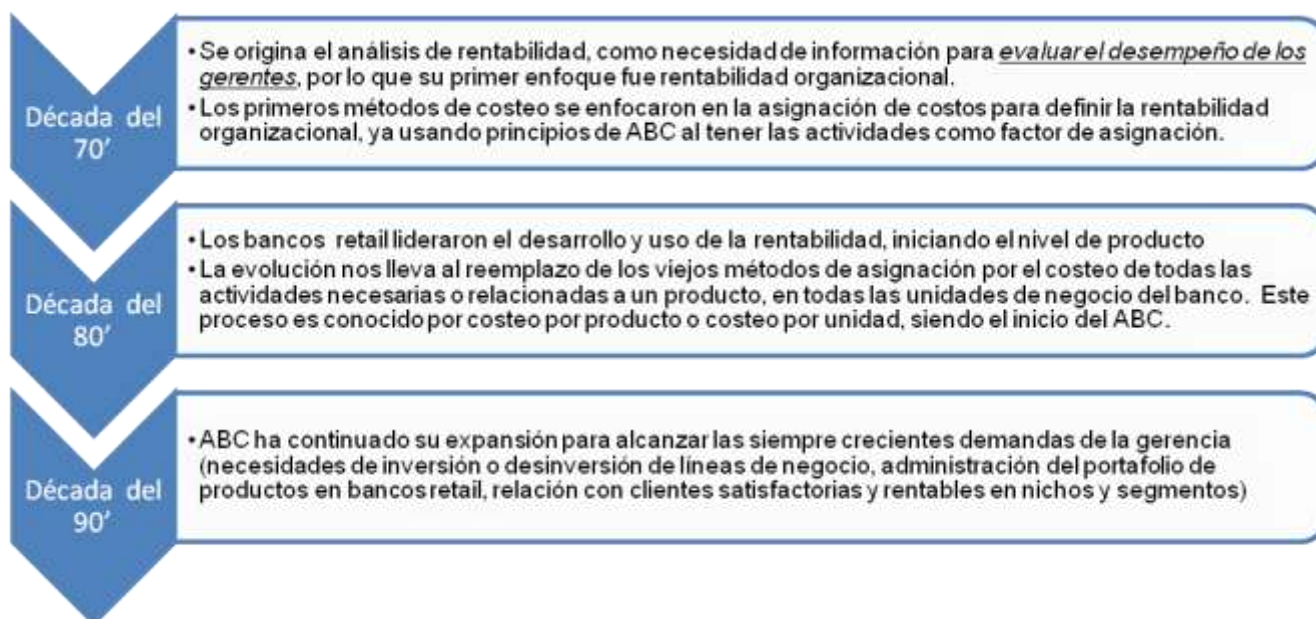 Década del
70'
• Se origina el análisis de rentabilidad, como necesidad de información para evaluar el desempeño de los
gerentes, por lo que su primer enfoque fue rentabilidad organizacional.
• Los primeros métodos de costeo se enfocaron en la asignación de costos para definir la rentabilidad
organizacional, ya usando principios de ABC al tener las actividades como factor de asignación.
Década del
80'
• Los bancos retail lideraron el desarrollo y uso de la rentabilidad, iniciando el nivel de producto
• La evolución nos lleva al reemplazo de los viejos métodos de asignación por el costeo de todas las
actividades necesarias o relacionadas a un producto, en todas las unidades de negocio del banco. Este
proceso es conocido por costeo por producto o costeo por unidad, siendo el inicio del ABC.
Década del
90'
• ABC ha continuado su expansión para alcanzar las siempre crecientes demandas de la gerencia
(necesidades de inversión o desinversión de líneas de negocio, administración del portafolio de
productos en bancos retail, relación con clientes satisfactorias y rentables en nichos y segmentos)